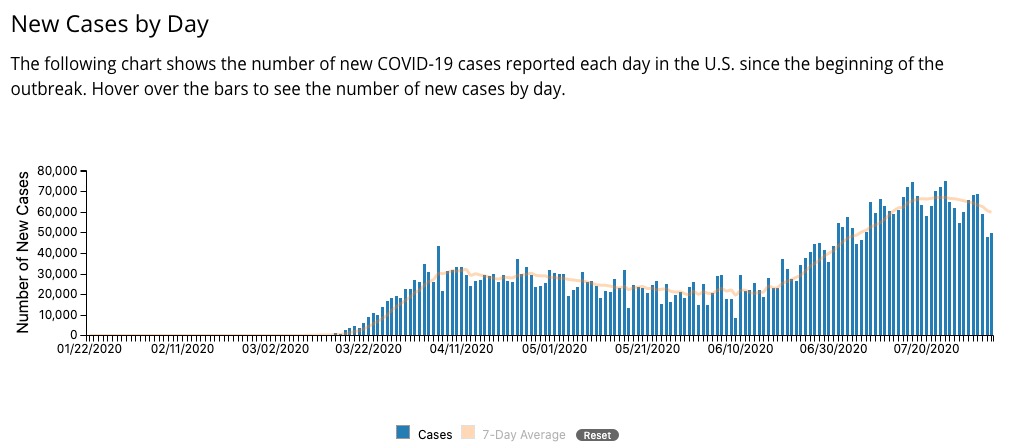 New Cases by Day
The following chart shows the number of new COVID-19 cases reported each day in the U.S. since the beginning of the
outbreak. Hover over the bars to see the number of new cases by day.
Number of New Cases
80,000
70,000
60,000
50,000
40,000
30,000
20,000
10,000
0
01/22/2020 02/11/2020 03/02/2020 03/22/2020 04/11/2020 05/01/2020 05/21/2020 06/10/2020 06/30/2020 07/20/2020
Cases 7-Day Average Reset